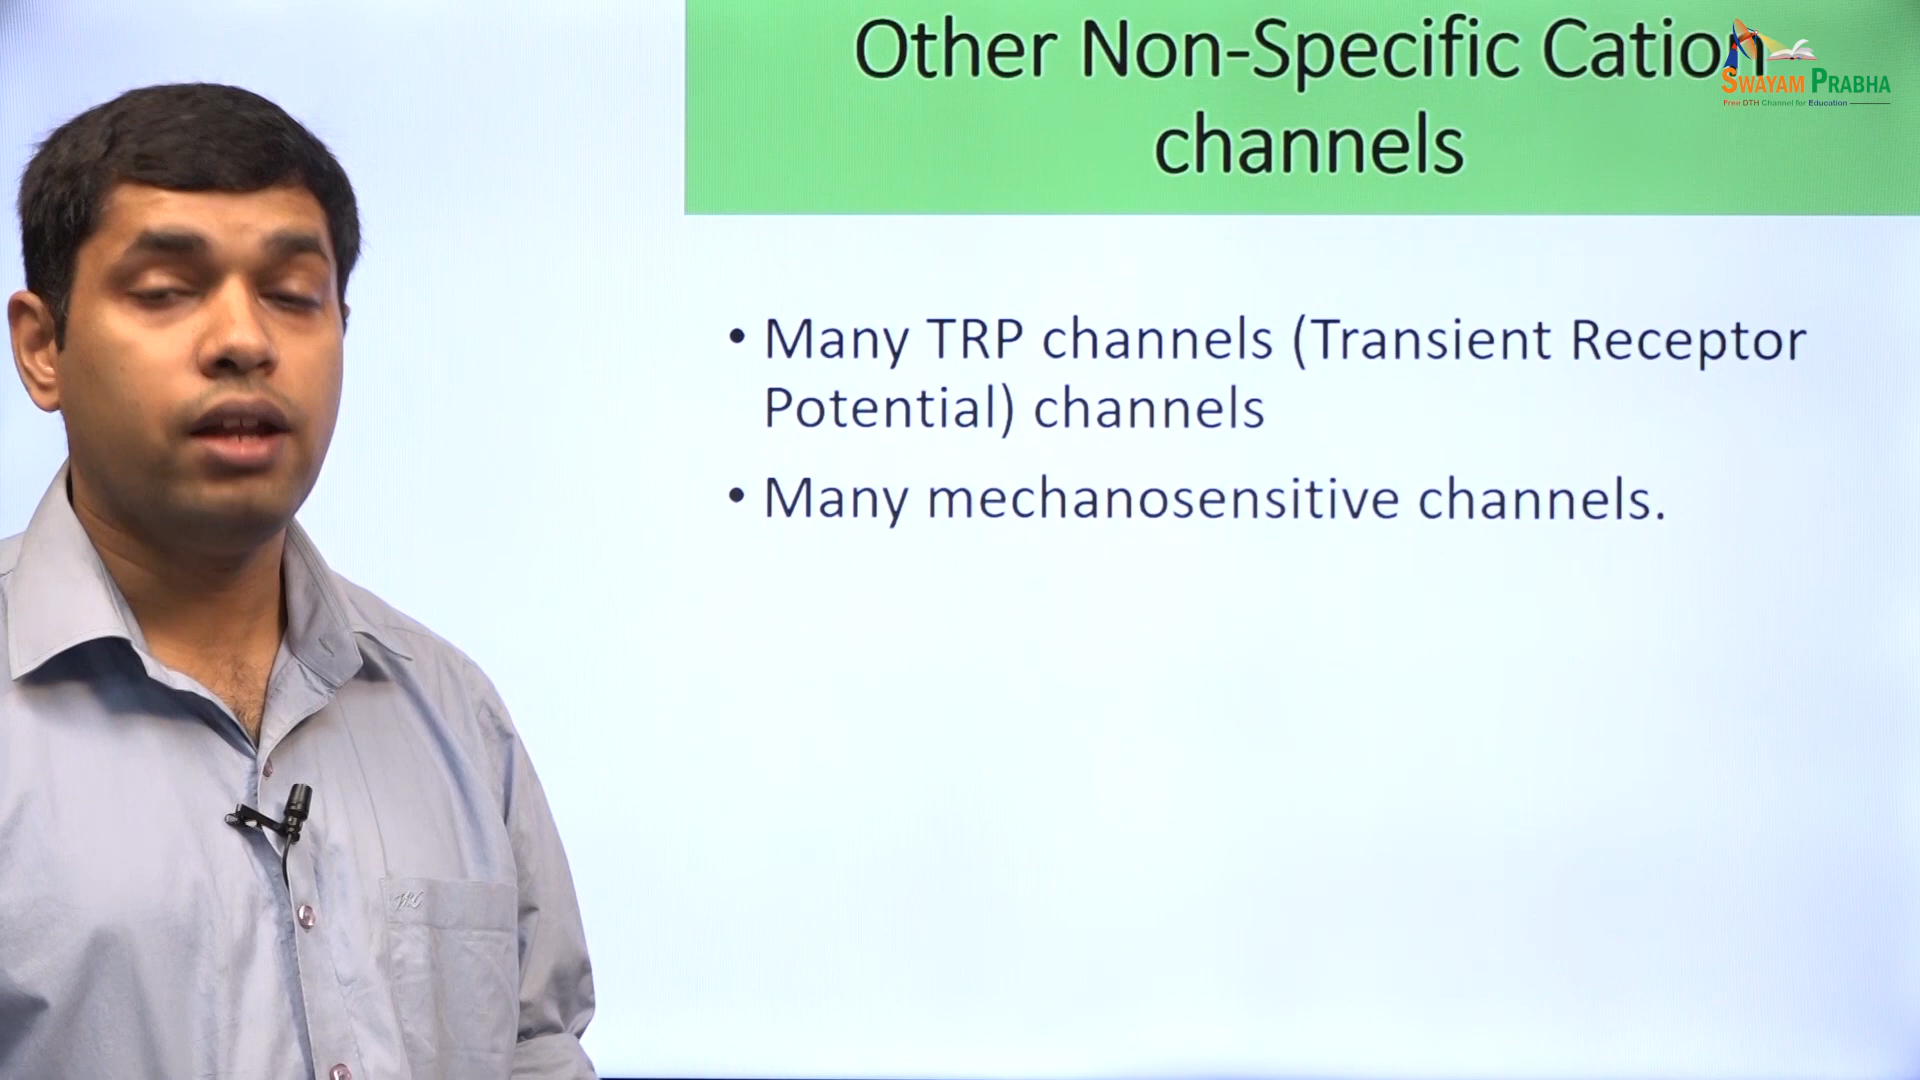 Other Non-Specific Cation
channels
SWAYAM PRABHA
Free DTH Channel for Education
• Many TRP channels (Transient Receptor
Potential) channels
• Many mechanosensitive channels.